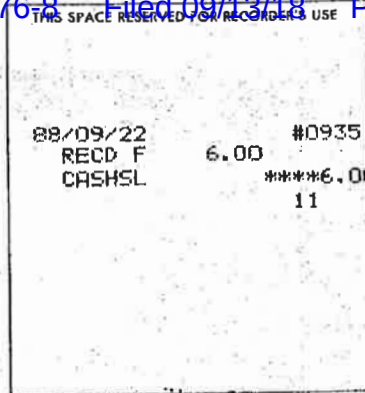 76-8 Filed 09/13/18 P
THIS SPACE RESERVED FOR RECORDER'S USE
88/09/22 #0935
RECD F 6.00
CASHSL ****6.00
11